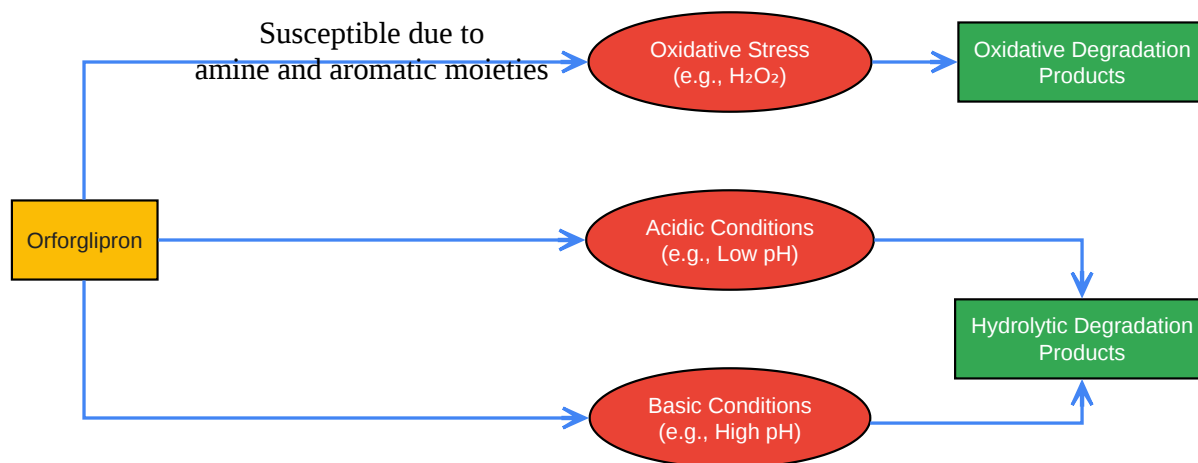 Susceptible due to
amine and aromatic moieties
Oxidative Stress
(e.g., H₂O₂)
Oxidative Degradation
Products
Orforglipron
Acidic Conditions
(e.g., Low pH)
Hydrolytic Degradation
Products
Basic Conditions
(e.g., High pH)